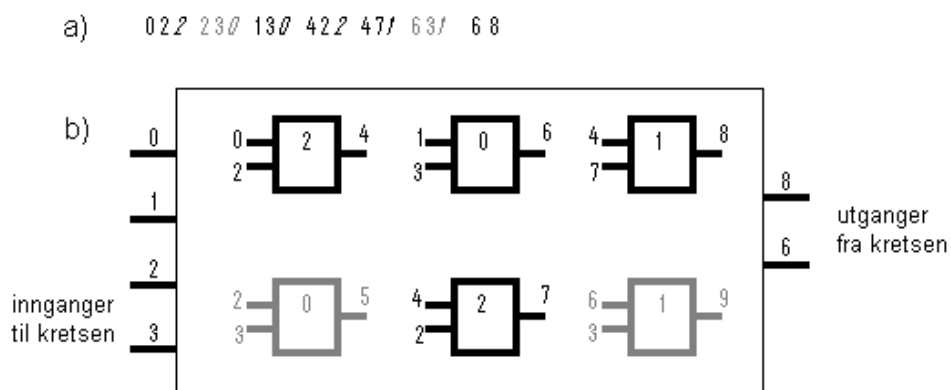 a) 022 230 130 422 471 631 68
b)
0 1 2 3
0 2 2 4
1 3 0 6
4 7 1 8
2 3 0 5
4 2 2 7
6 3 1 9
8
6
utganger
fra kretsen
innganger
til kretsen